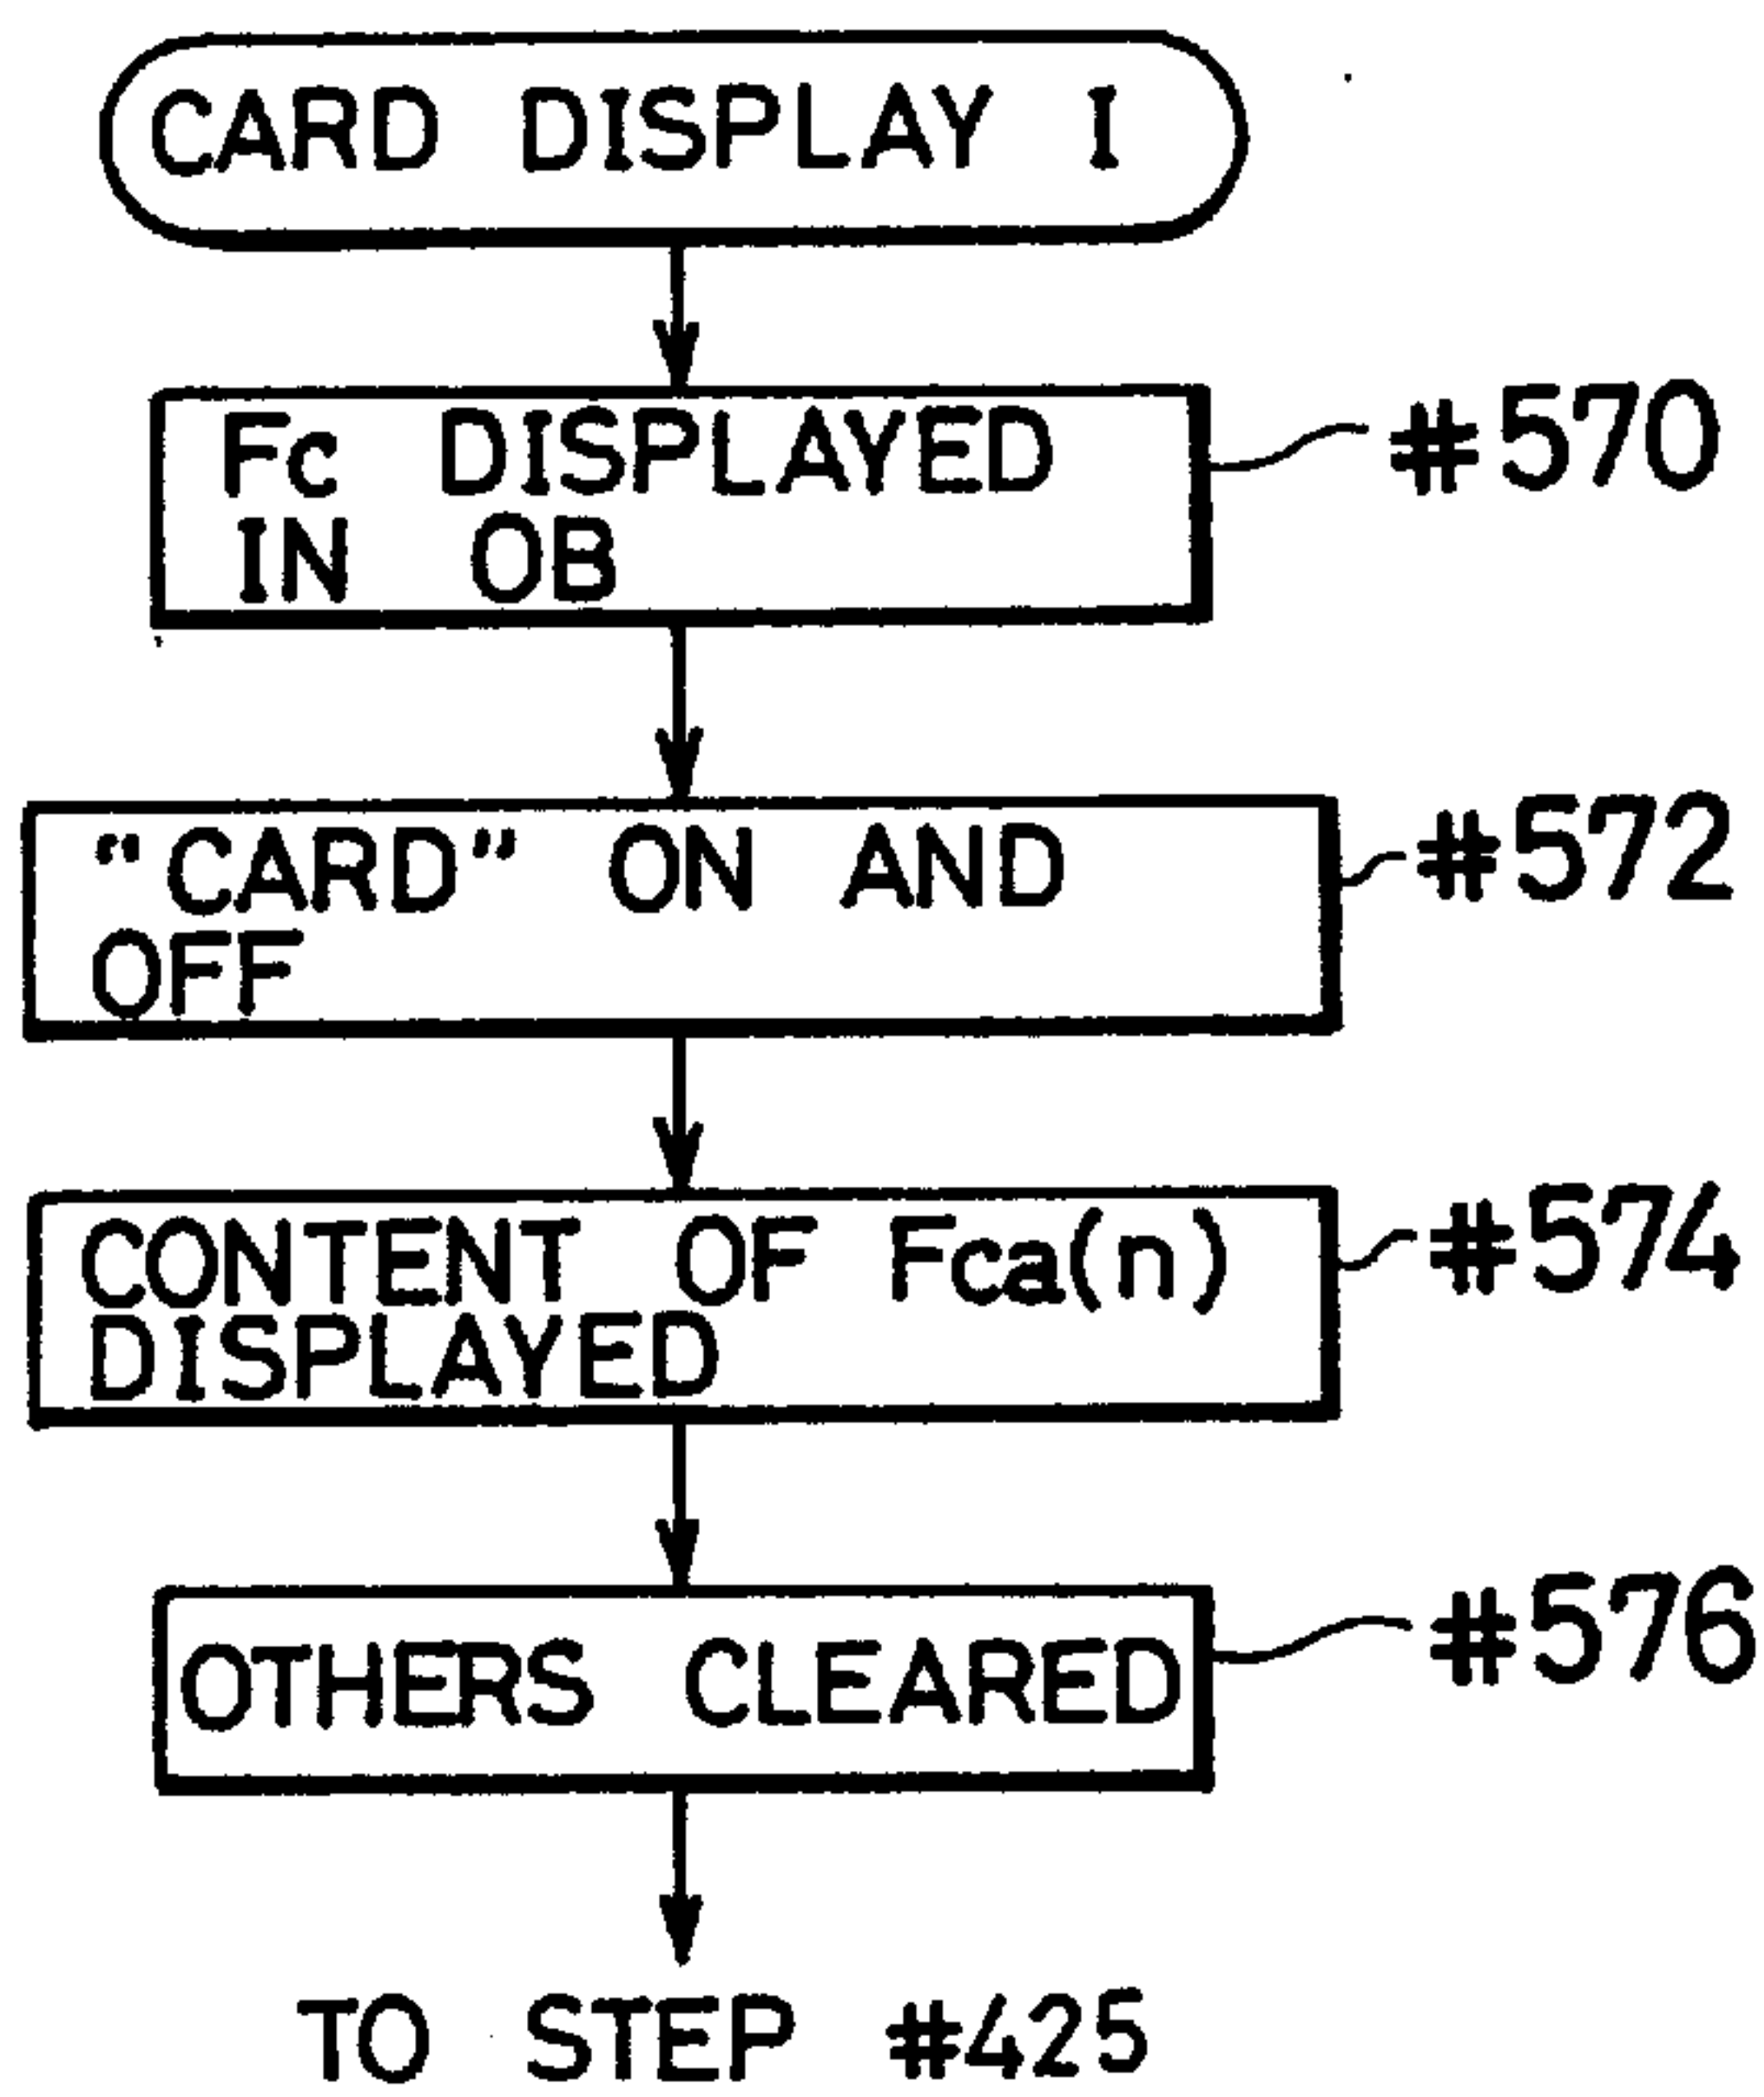 CARD DISPLAY I
Fc DISPLAYED #570
IN OB
"CARD" ON AND #572
OFF
CONTENT OF Fca(n) #574
DISPLAYED
OTHERS CLEARED #576
TO STEP #425